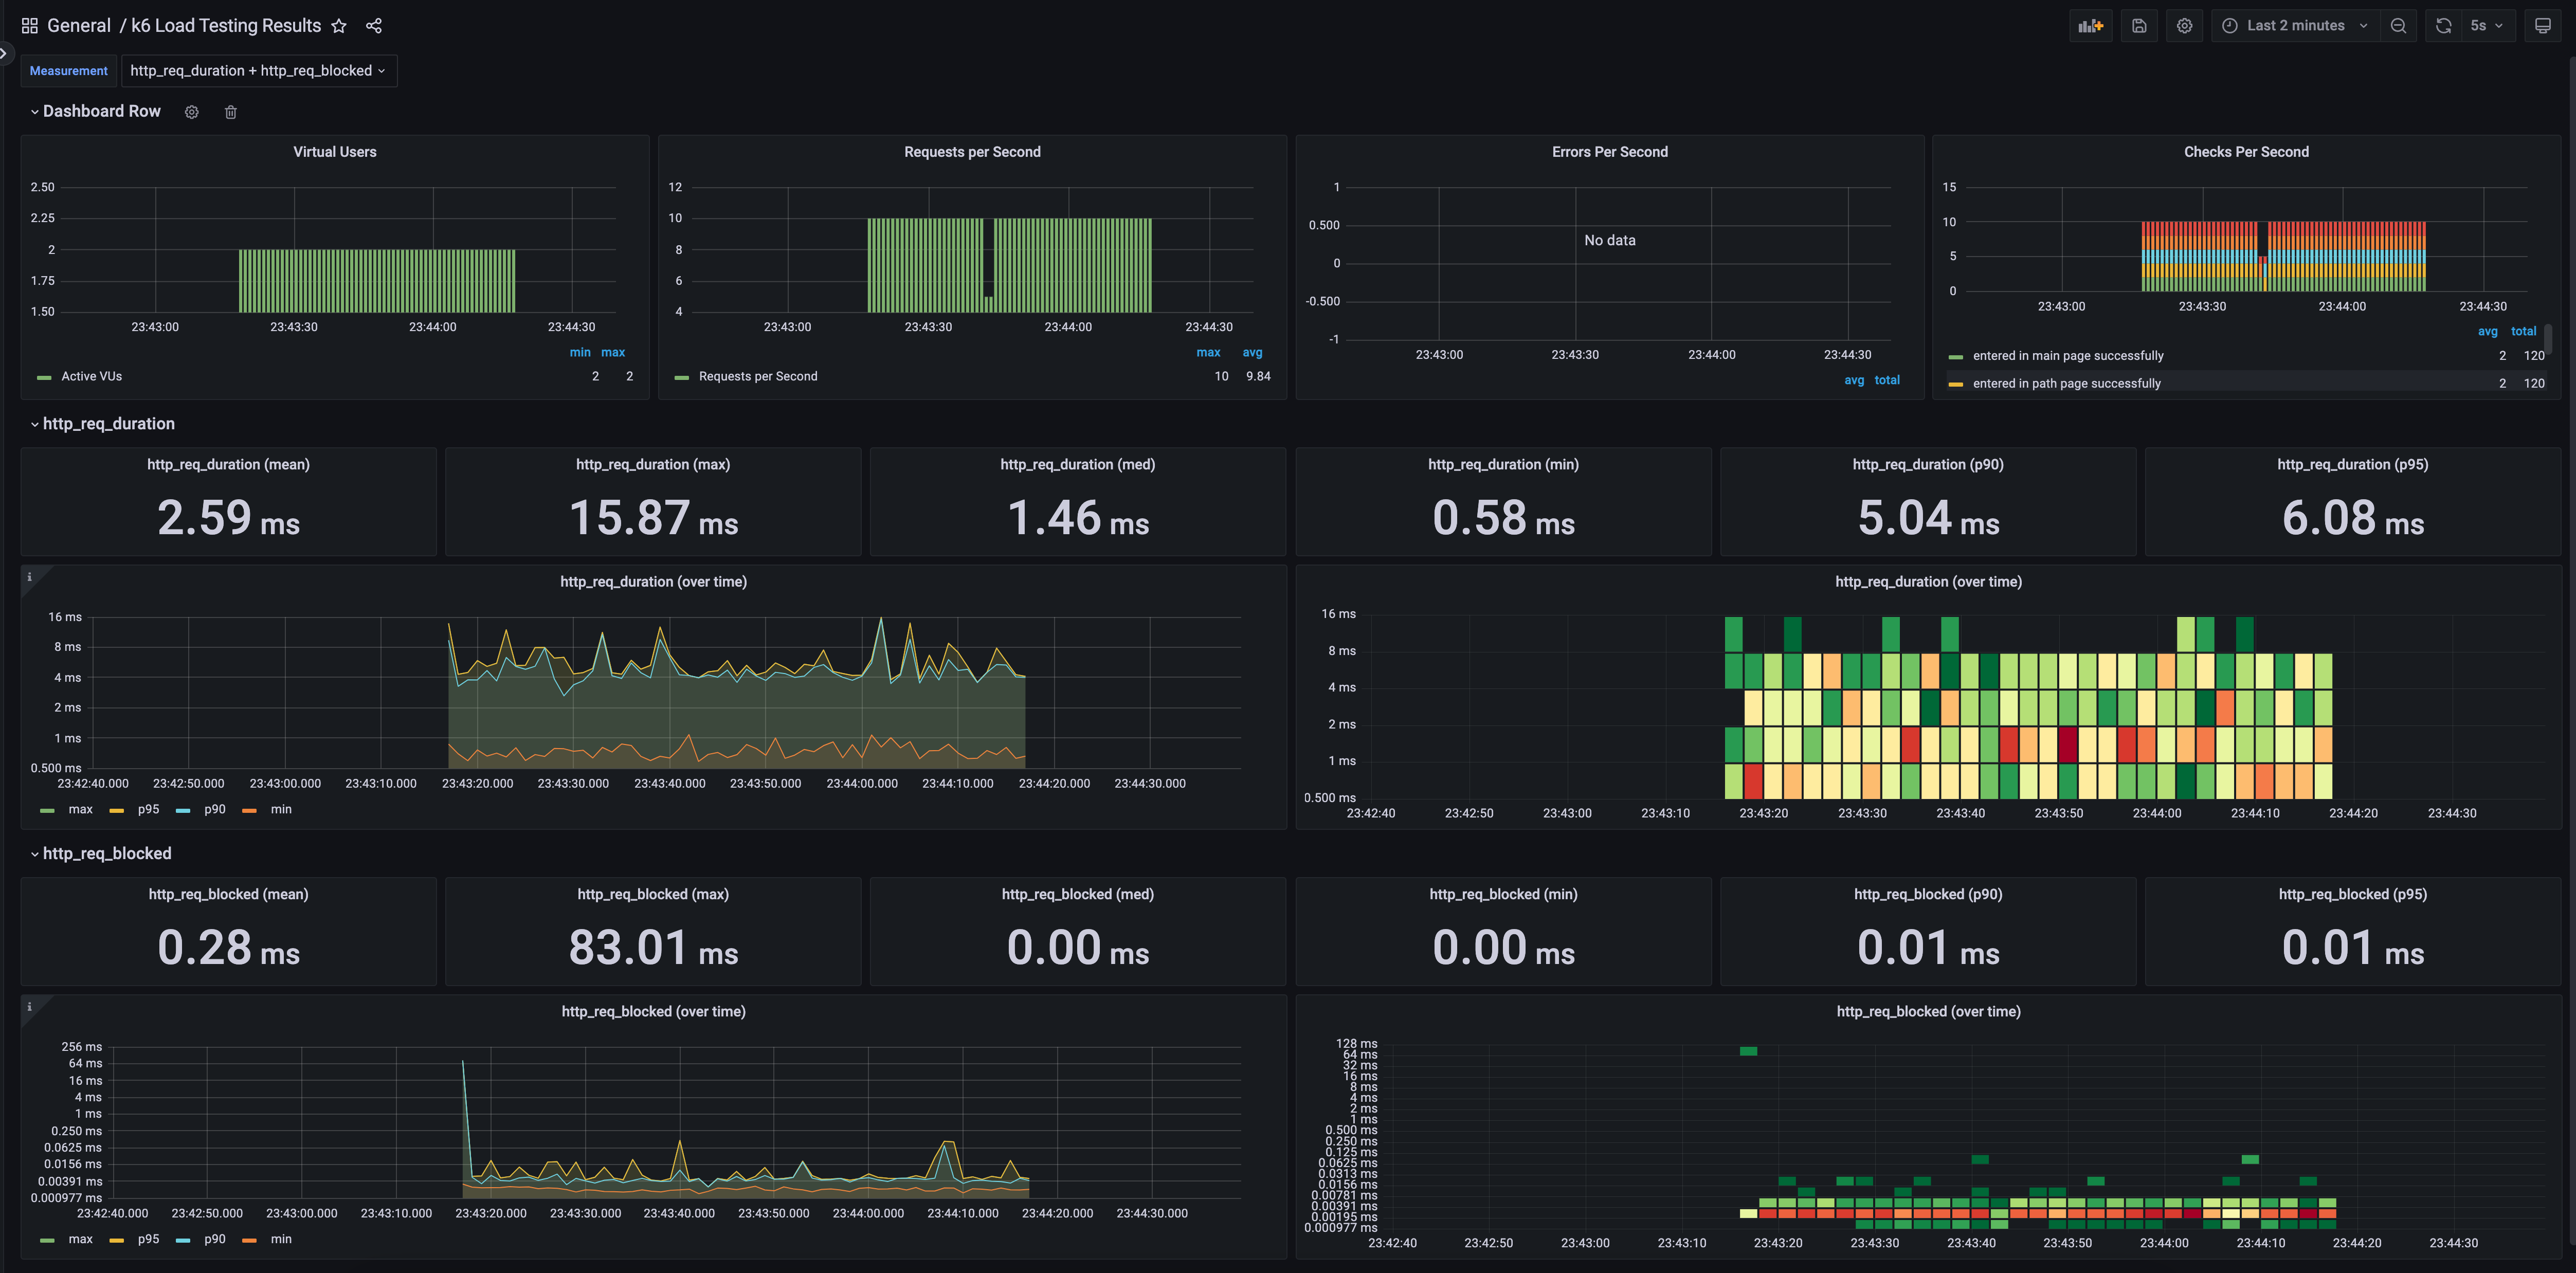 General / k6 Load Testing Results
Last 2 minutes
5s
Measurement
http_req_duration + http_req_blocked
Dashboard Row
Virtual Users
2.50
2.25
2
1.75
1.50
23:43:00 23:43:30 23:44:00 23:44:30
min max
Active VUs 2 2
Requests per Second
12
10
8
6
4
23:43:00 23:43:30 23:44:00 23:44:30
max avg
Requests per Second 10 9.84
Errors Per Second
1
0.500
0
-0.500
-1
No data
23:43:00 23:43:30 23:44:00 23:44:30
avg total
Checks Per Second
15
10
5
0
23:43:00 23:43:30 23:44:00 23:44:30
avg total
entered in main page successfully 2 120
entered in path page successfully 2 120
http_req_duration
http_req_duration (mean)
2.59 ms
http_req_duration (max)
15.87 ms
http_req_duration (med)
1.46 ms
http_req_duration (min)
0.58 ms
http_req_duration (p90)
5.04 ms
http_req_duration (p95)
6.08 ms
http_req_duration (over time)
16 ms
8 ms
4 ms
2 ms
1 ms
0.500 ms
23:42:40.000 23:42:50.000 23:43:00.000 23:43:10.000 23:43:20.000 23:43:30.000 23:43:40.000 23:43:50.000 23:44:00.000 23:44:10.000 23:44:20.000 23:44:30.000
max p95 p90 min
http_req_duration (over time)
16 ms
8 ms
4 ms
2 ms
1 ms
0.500 ms
23:42:40 23:42:50 23:43:00 23:43:10 23:43:20 23:43:30 23:43:40 23:43:50 23:44:00 23:44:10 23:44:20 23:44:30
http_req_blocked
http_req_blocked (mean)
0.28 ms
http_req_blocked (max)
83.01 ms
http_req_blocked (med)
0.00 ms
http_req_blocked (min)
0.00 ms
http_req_blocked (p90)
0.01 ms
http_req_blocked (p95)
0.01 ms
http_req_blocked (over time)
256 ms
64 ms
16 ms
4 ms
1 ms
0.250 ms
0.0625 ms
0.0156 ms
0.00391 ms
0.000977 ms
23:42:40.000 23:42:50.000 23:43:00.000 23:43:10.000 23:43:20.000 23:43:30.000 23:43:40.000 23:43:50.000 23:44:00.000 23:44:10.000 23:44:20.000 23:44:30.000
max p95 p90 min
http_req_blocked (over time)
128 ms
64 ms
32 ms
16 ms
8 ms
4 ms
2 ms
1 ms
0.500 ms
0.250 ms
0.125 ms
0.0625 ms
0.0313 ms
0.0156 ms
0.00781 ms
0.00391 ms
0.00195 ms
0.000977 ms
23:42:40 23:42:50 23:43:00 23:43:10 23:43:20 23:43:30 23:43:40 23:43:50 23:44:00 23:44:10 23:44:20 23:44:30